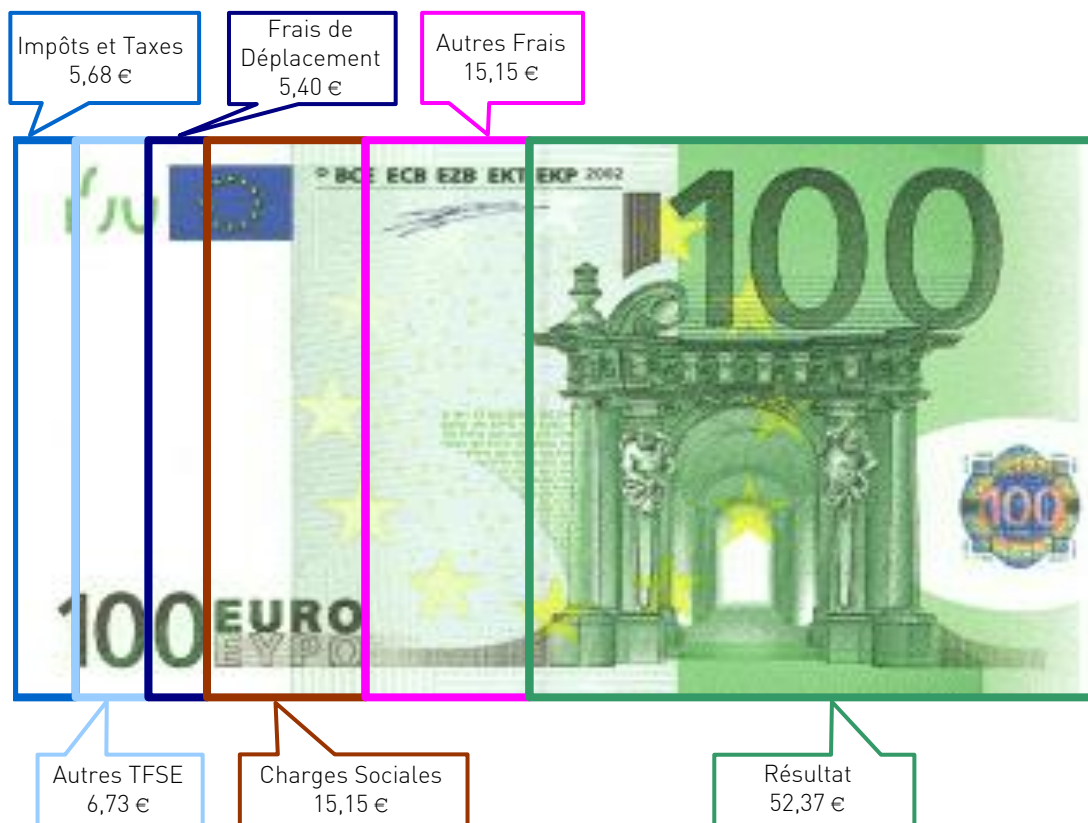 Impôts et Taxes
5,68 €
Frais de
Déplacement
5,40 €
Autres Frais
15,15 €
© BCE ECB EZB EKT EKP 2002
100
100
100 EURO
ΕΥΡΩ
Autres TFSE
6,73 €
Charges Sociales
15,15 €
Résultat
52,37 €